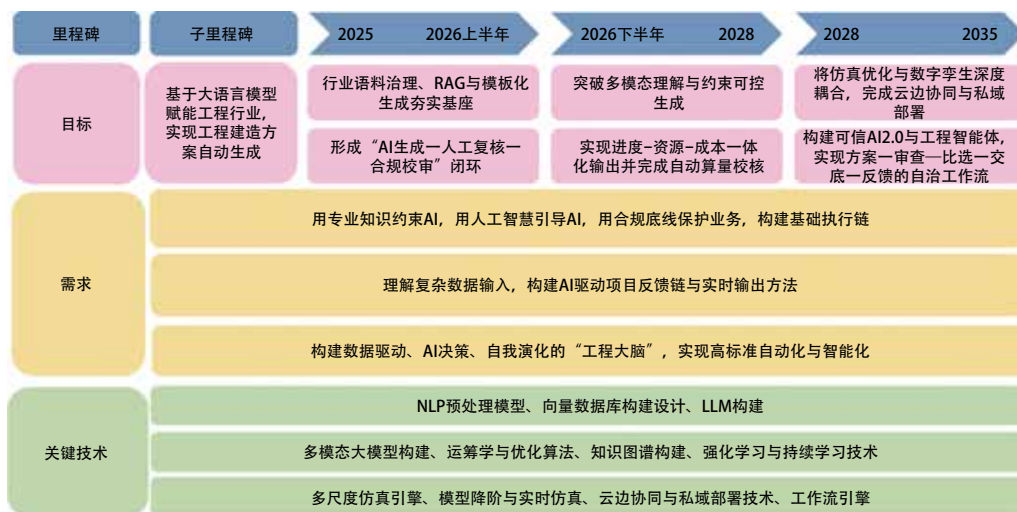 里程碑
子里程碑
2025 2026上半年
2026下半年 2028
2028 2035
目标
基于大语言模型
赋能工程行业，
实现工程建造方
案自动生成
行业语料治理、RAG与模板化
生成夯实基座
突破多模态理解与约束可控
生成
将仿真优化与数字孪生深度
耦合，完成云边协同与私域
部署
形成“AI生成—人工复核—
合规校审”闭环
实现进度-资源-成本一体
化输出并完成自动算量校核
构建可信AI2.0与工程智能体，
实现方案—审查—比选—交
底—反馈的自治工作流
需求
用专业知识约束AI，用人工智慧引导AI，用合规底线保护业务，构建基础执行链
理解复杂数据输入，构建AI驱动项目反馈链与实时输出方法
构建数据驱动、AI决策、自我演化的“工程大脑”，实现高标准自动化与智能化
关键技术
NLP预处理模型、向量数据库构建设计、LLM构建
多模态大模型构建、运筹学与优化算法、知识图谱构建、强化学习与持续学习技术
多尺度仿真引擎、模型降阶与实时仿真、云边协同与私域部署技术、工作流引擎